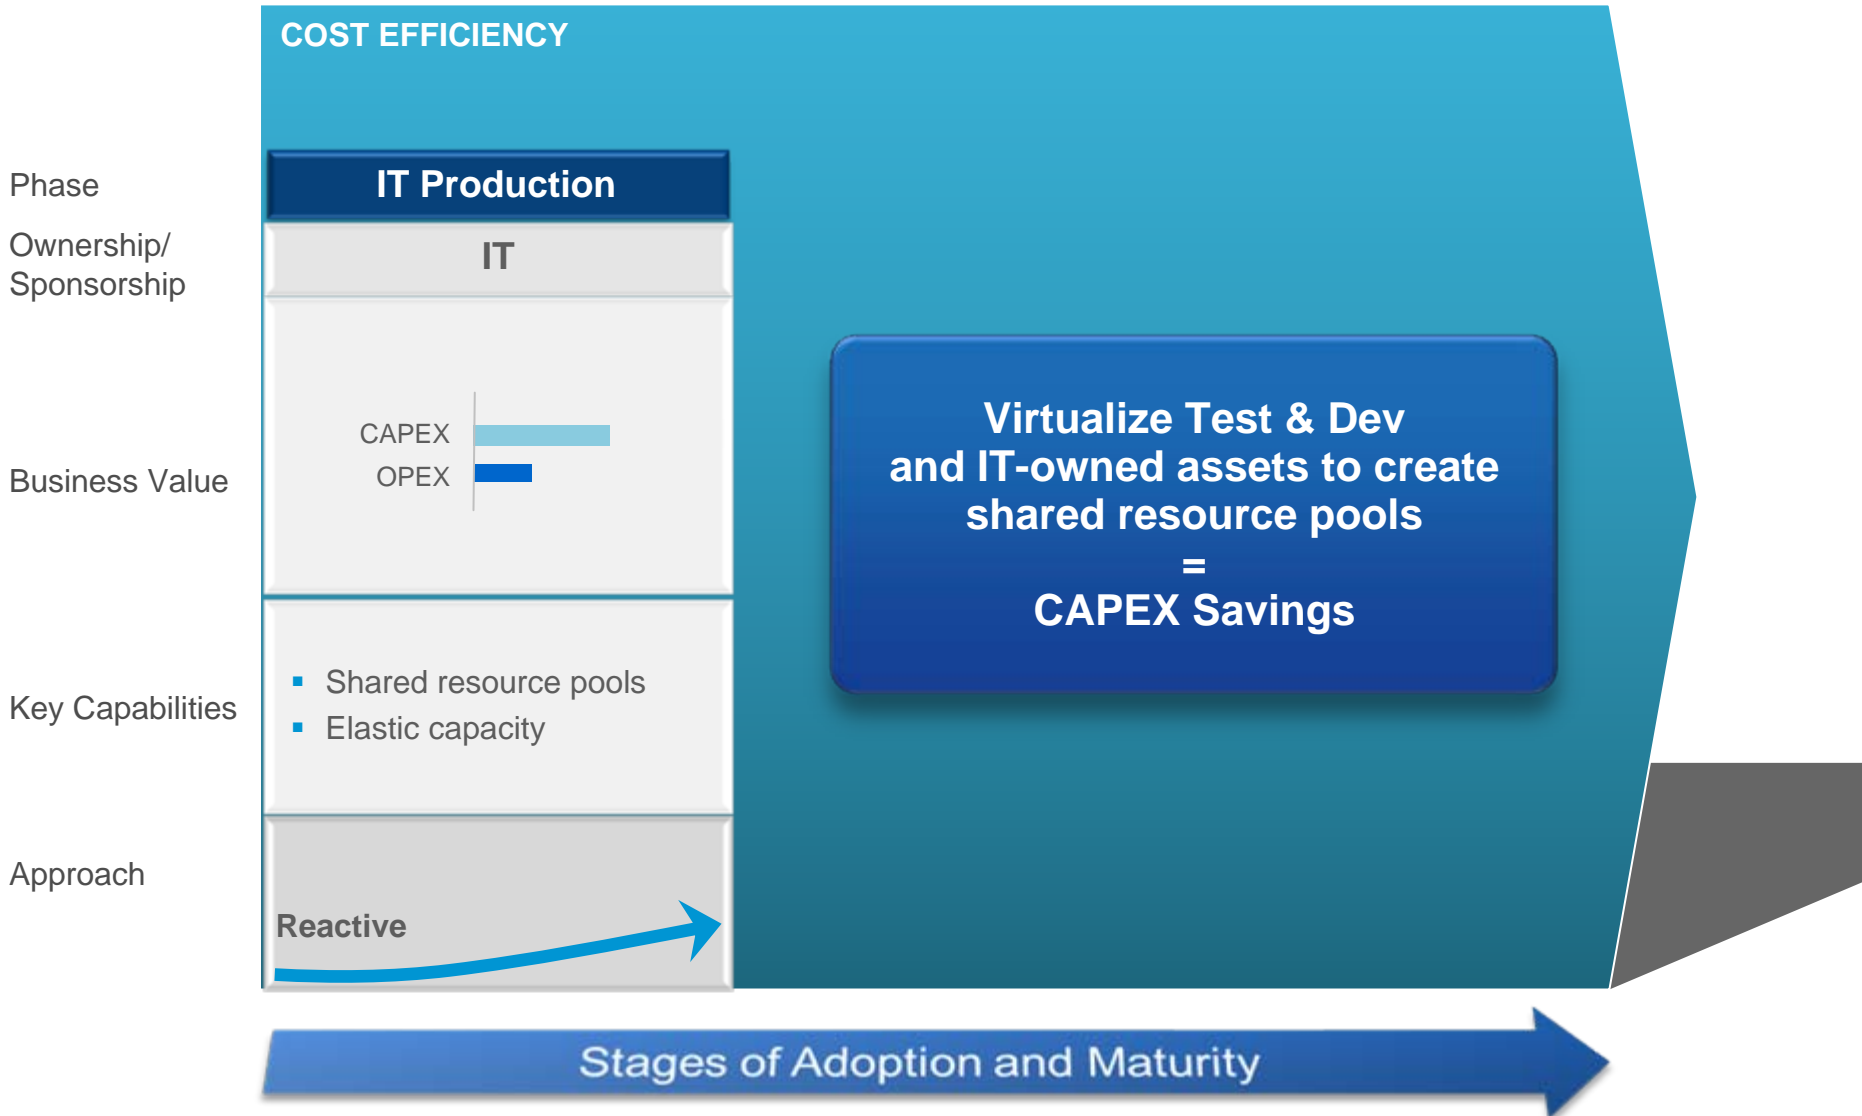 COST EFFICIENCY
Phase
IT Production
Ownership/
Sponsorship
IT
Business Value
CAPEX
OPEX
Virtualize Test & Dev
and IT-owned assets to create
shared resource pools
=
CAPEX Savings
Key Capabilities
▪ Shared resource pools
▪ Elastic capacity
Approach
Reactive
Stages of Adoption and Maturity